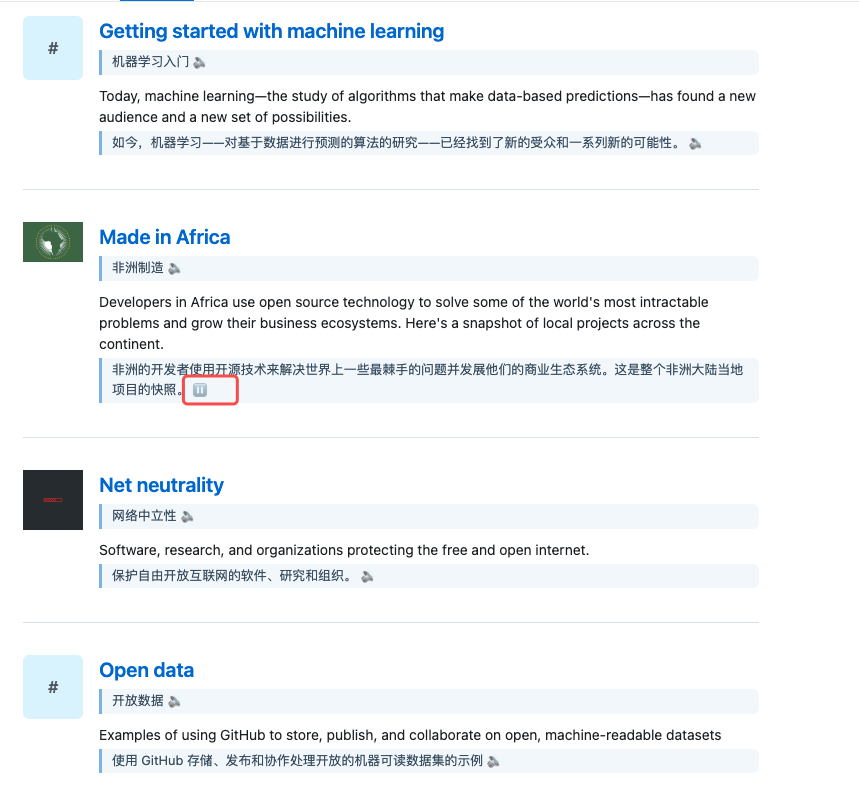 #
Getting started with machine learning
机器学习入门
Today, machine learning—the study of algorithms that make data-based predictions—has found a new
audience and a new set of possibilities.
如今，机器学习——对基于数据进行预测的算法的研究——已经找到了新的受众和一系列新的可能性。
Made in Africa
非洲制造
Developers in Africa use open source technology to solve some of the world's most intractable
problems and grow their business ecosystems. Here's a snapshot of local projects across the
continent.
非洲的开发者使用开源技术来解决世界上一些最棘手的问题并发展他们的商业生态系统。这是整个非洲大陆当地
项目的快照。
Net neutrality
网络中立性
Software, research, and organizations protecting the free and open internet.
保护自由开放互联网的软件、研究和组织。
#
Open data
开放数据
Examples of using GitHub to store, publish, and collaborate on open, machine-readable datasets
使用 GitHub 存储、发布和协作处理开放的机器可读数据集的示例